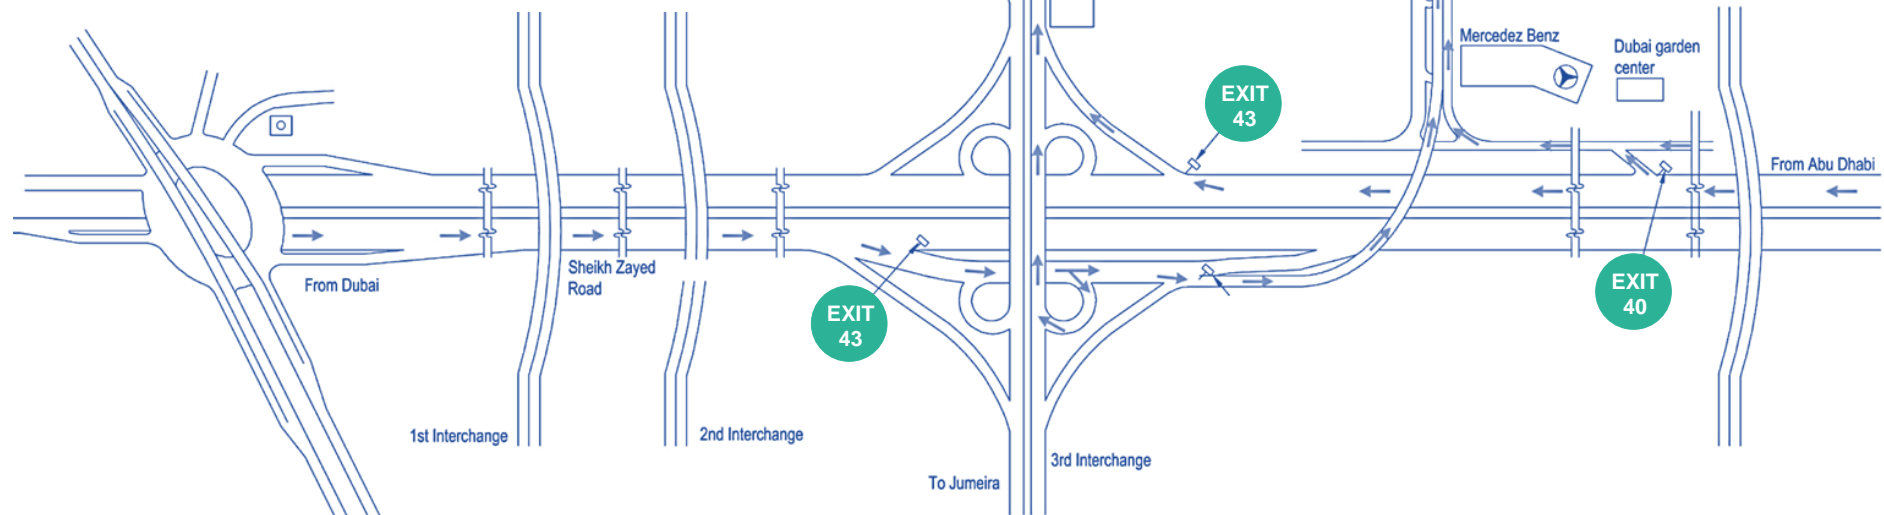 Mercedez Benz
Dubai garden
center
EXIT
43
From Abu Dhabi
Sheikh Zayed
Road
From Dubai
EXIT
40
EXIT
43
1st Interchange
2nd Interchange
3rd Interchange
To Jumeira